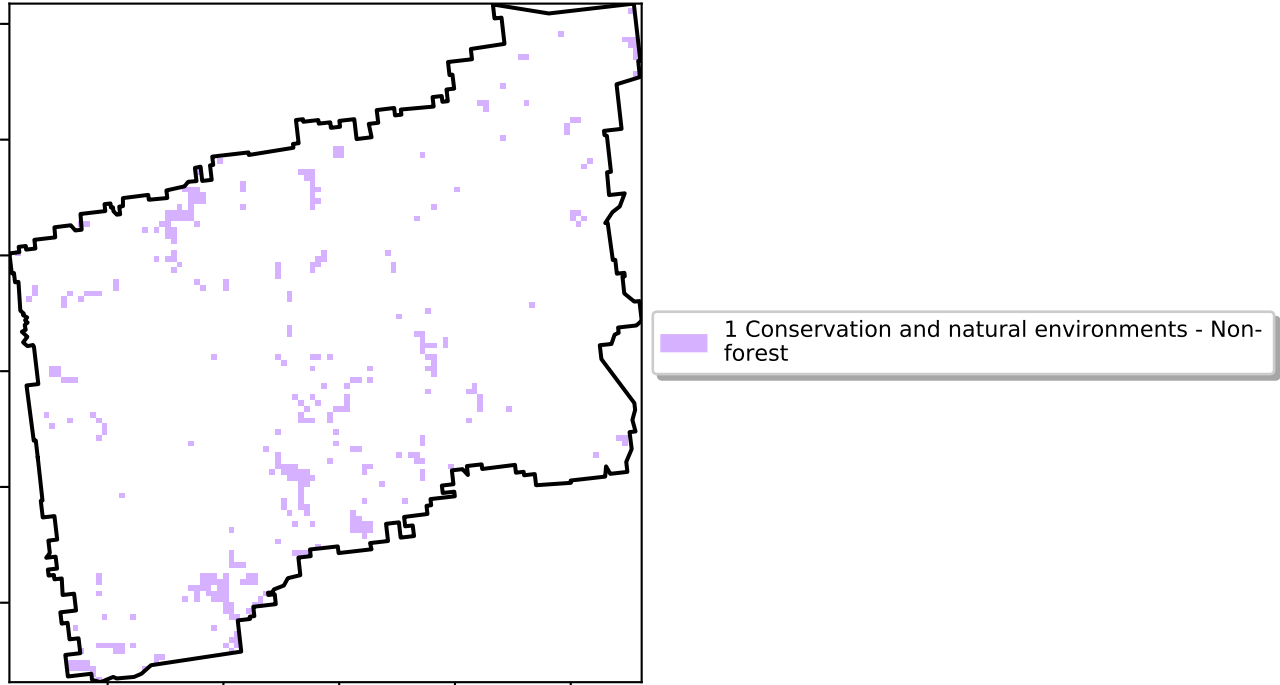 1 Conservation and natural environments - Non-
forest